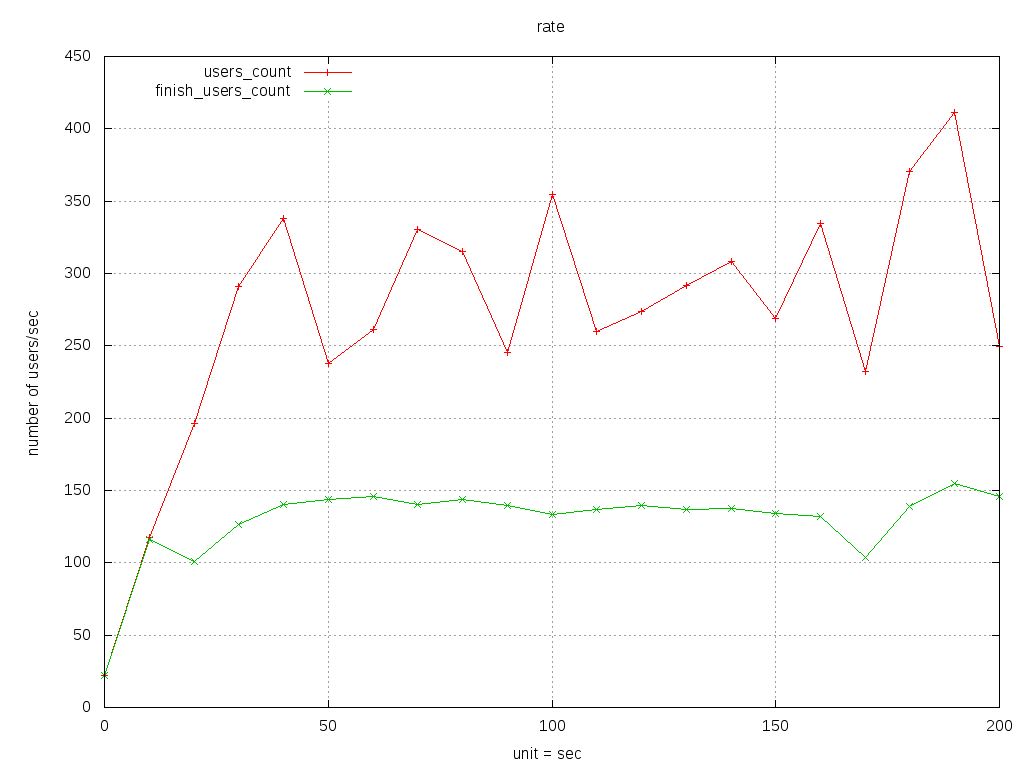 rate
450
400
350
300
250
200
150
100
50
0
users_count
finish_users_count
number of users/sec
0 50 100 150 200
unit = sec